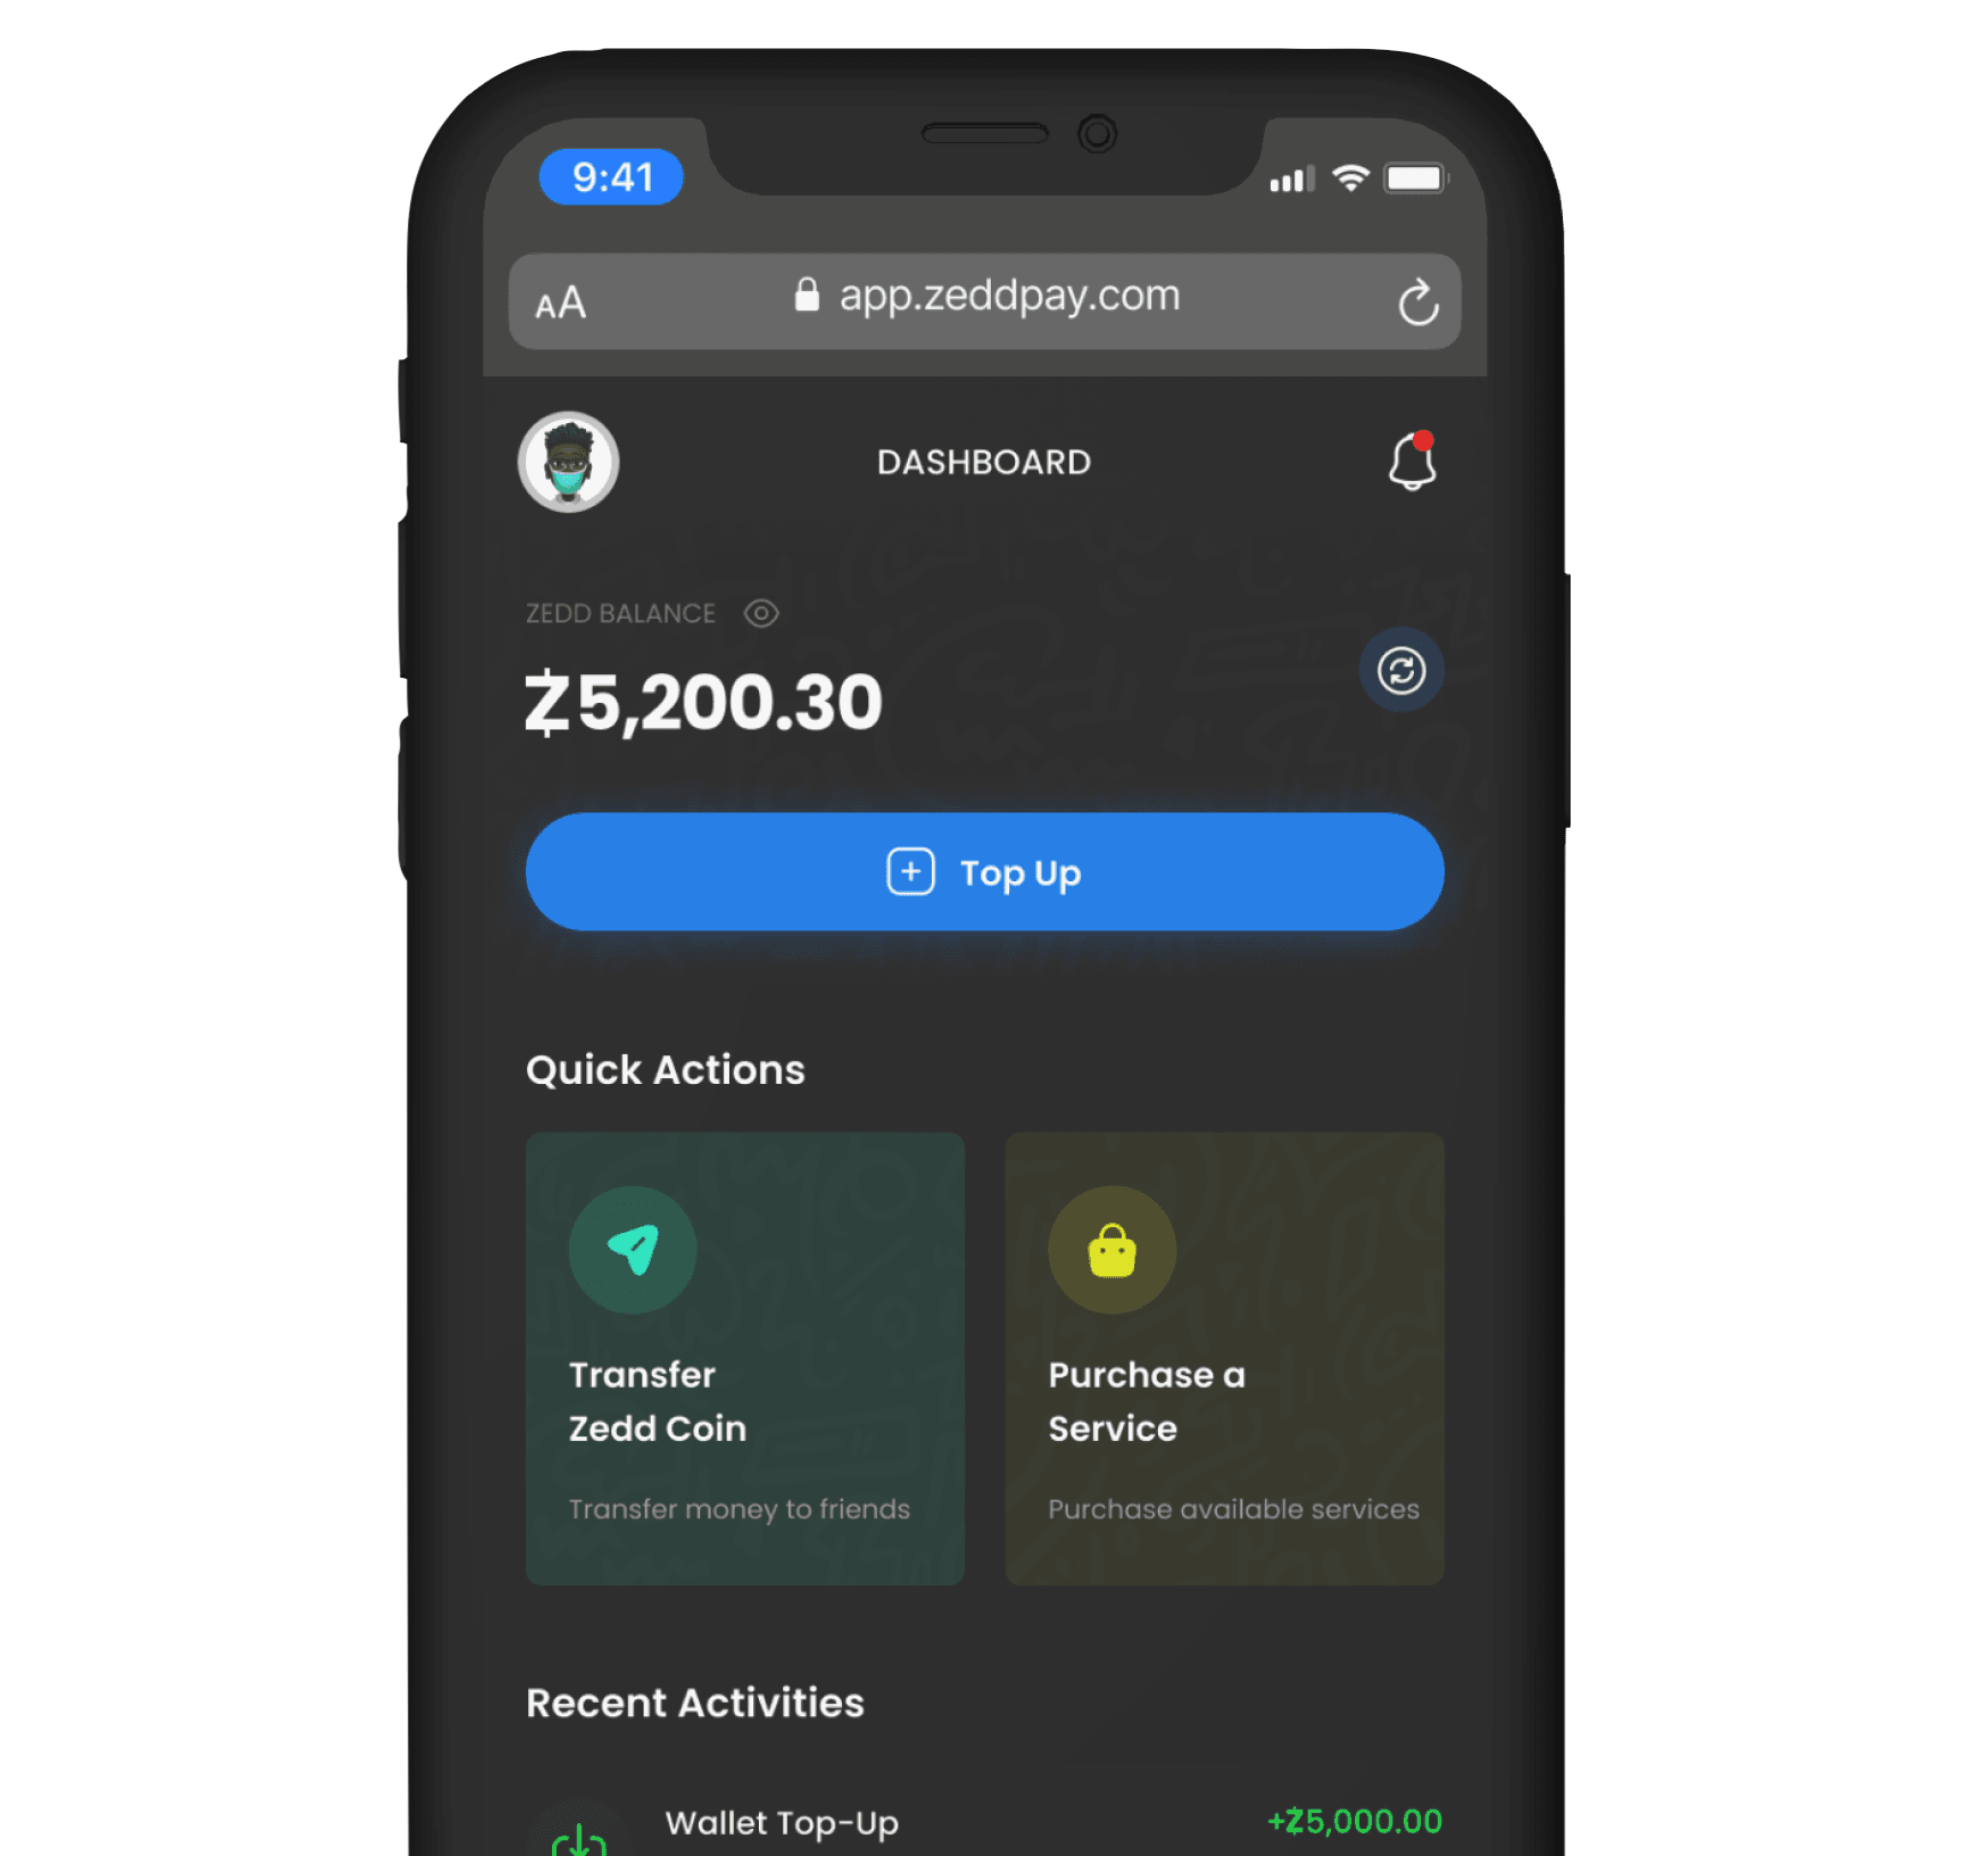 9:41
AA
app.zeddpay.com
DASHBOARD
ZEDD BALANCE
Ƶ5,200.30
Top Up
Quick Actions
Transfer
Zedd Coin
Transfer money to friends
Purchase a
Service
Purchase available services
Recent Activities
Wallet Top-Up
+Ƶ5,000.00